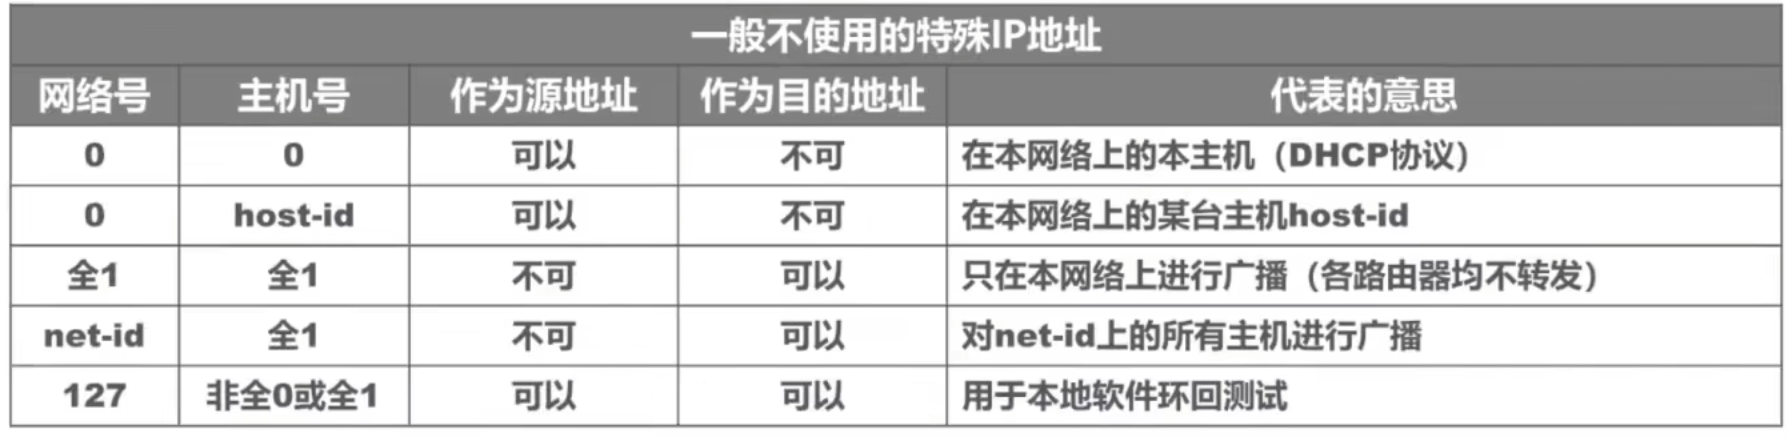 一般不使用的特殊IP地址
网络号 主机号 作为源地址 作为目的地址 代表的意思
0 0 可以 不可 在本网络上的本主机（DHCP协议）
0 host-id 可以 不可 在本网络上的某台主机host-id
全1 全1 不可 可以 只在本网络上进行广播（各路由器均不转发）
net-id 全1 不可 可以 对net-id上的所有主机进行广播
127 非全0或全1 可以 可以 用于本地软件环回测试